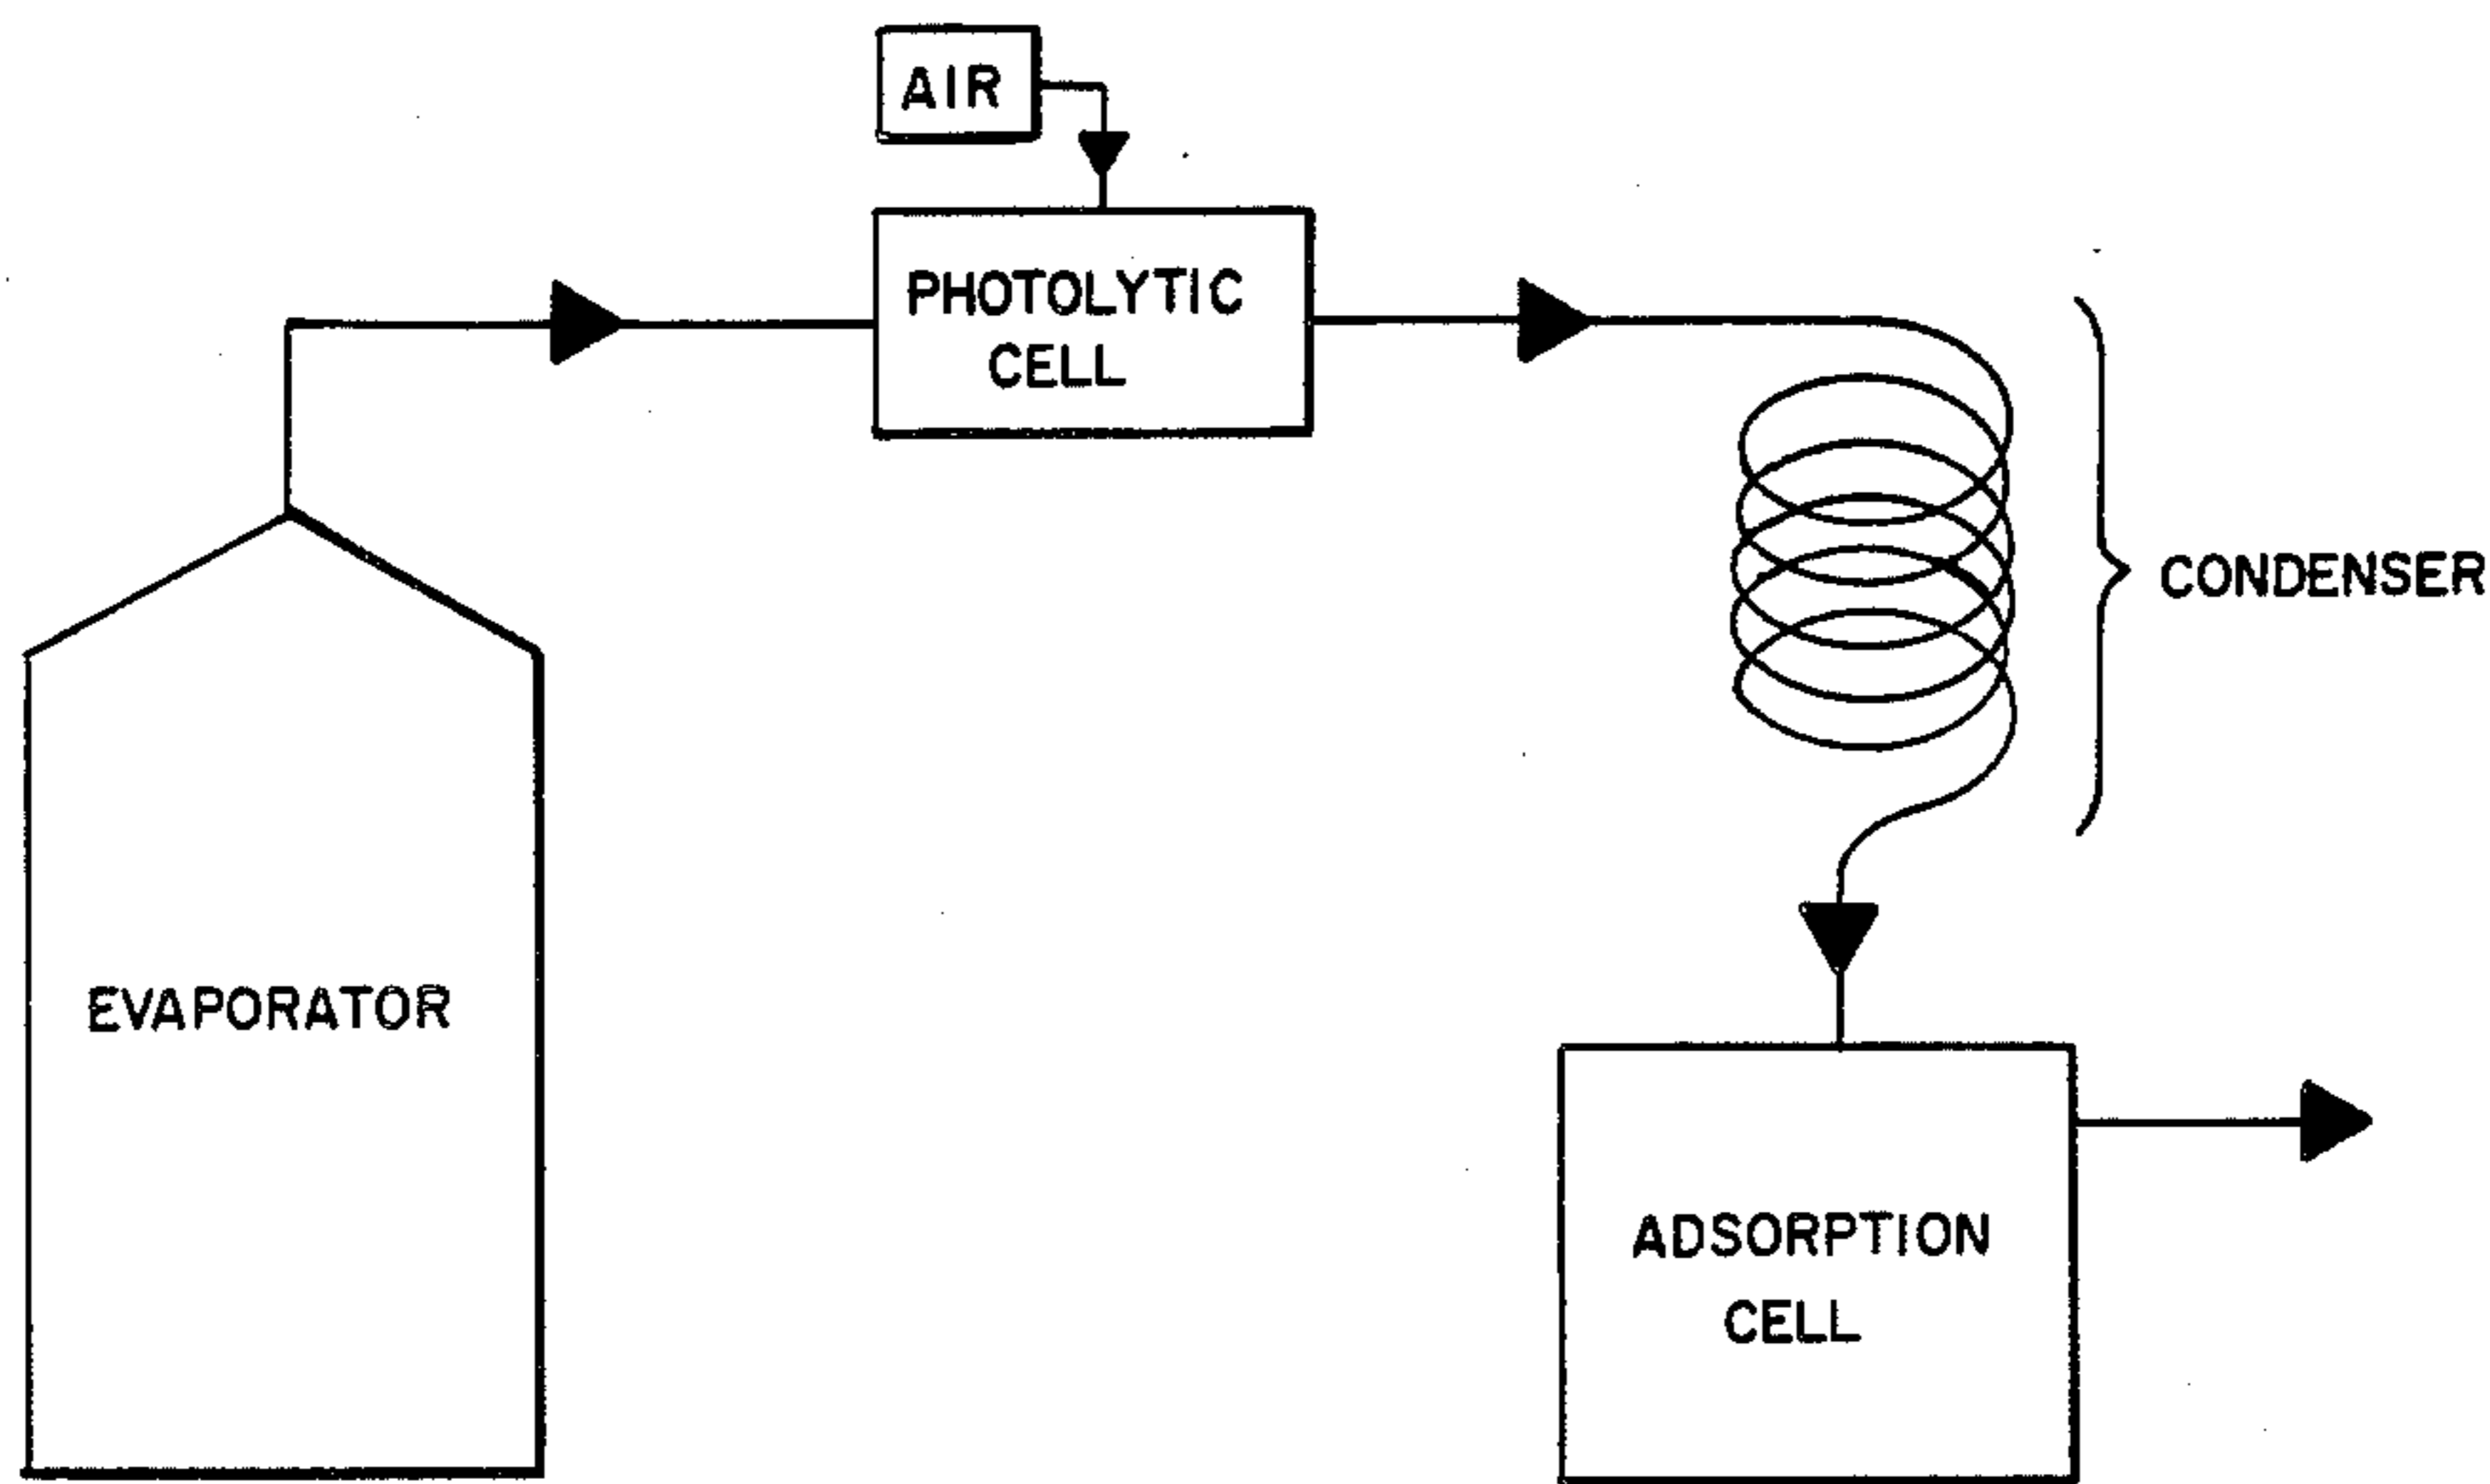 AIR
PHOTOLYTIC
CELL
CONDENSER
EVAPORATOR
ADSORPTION
CELL